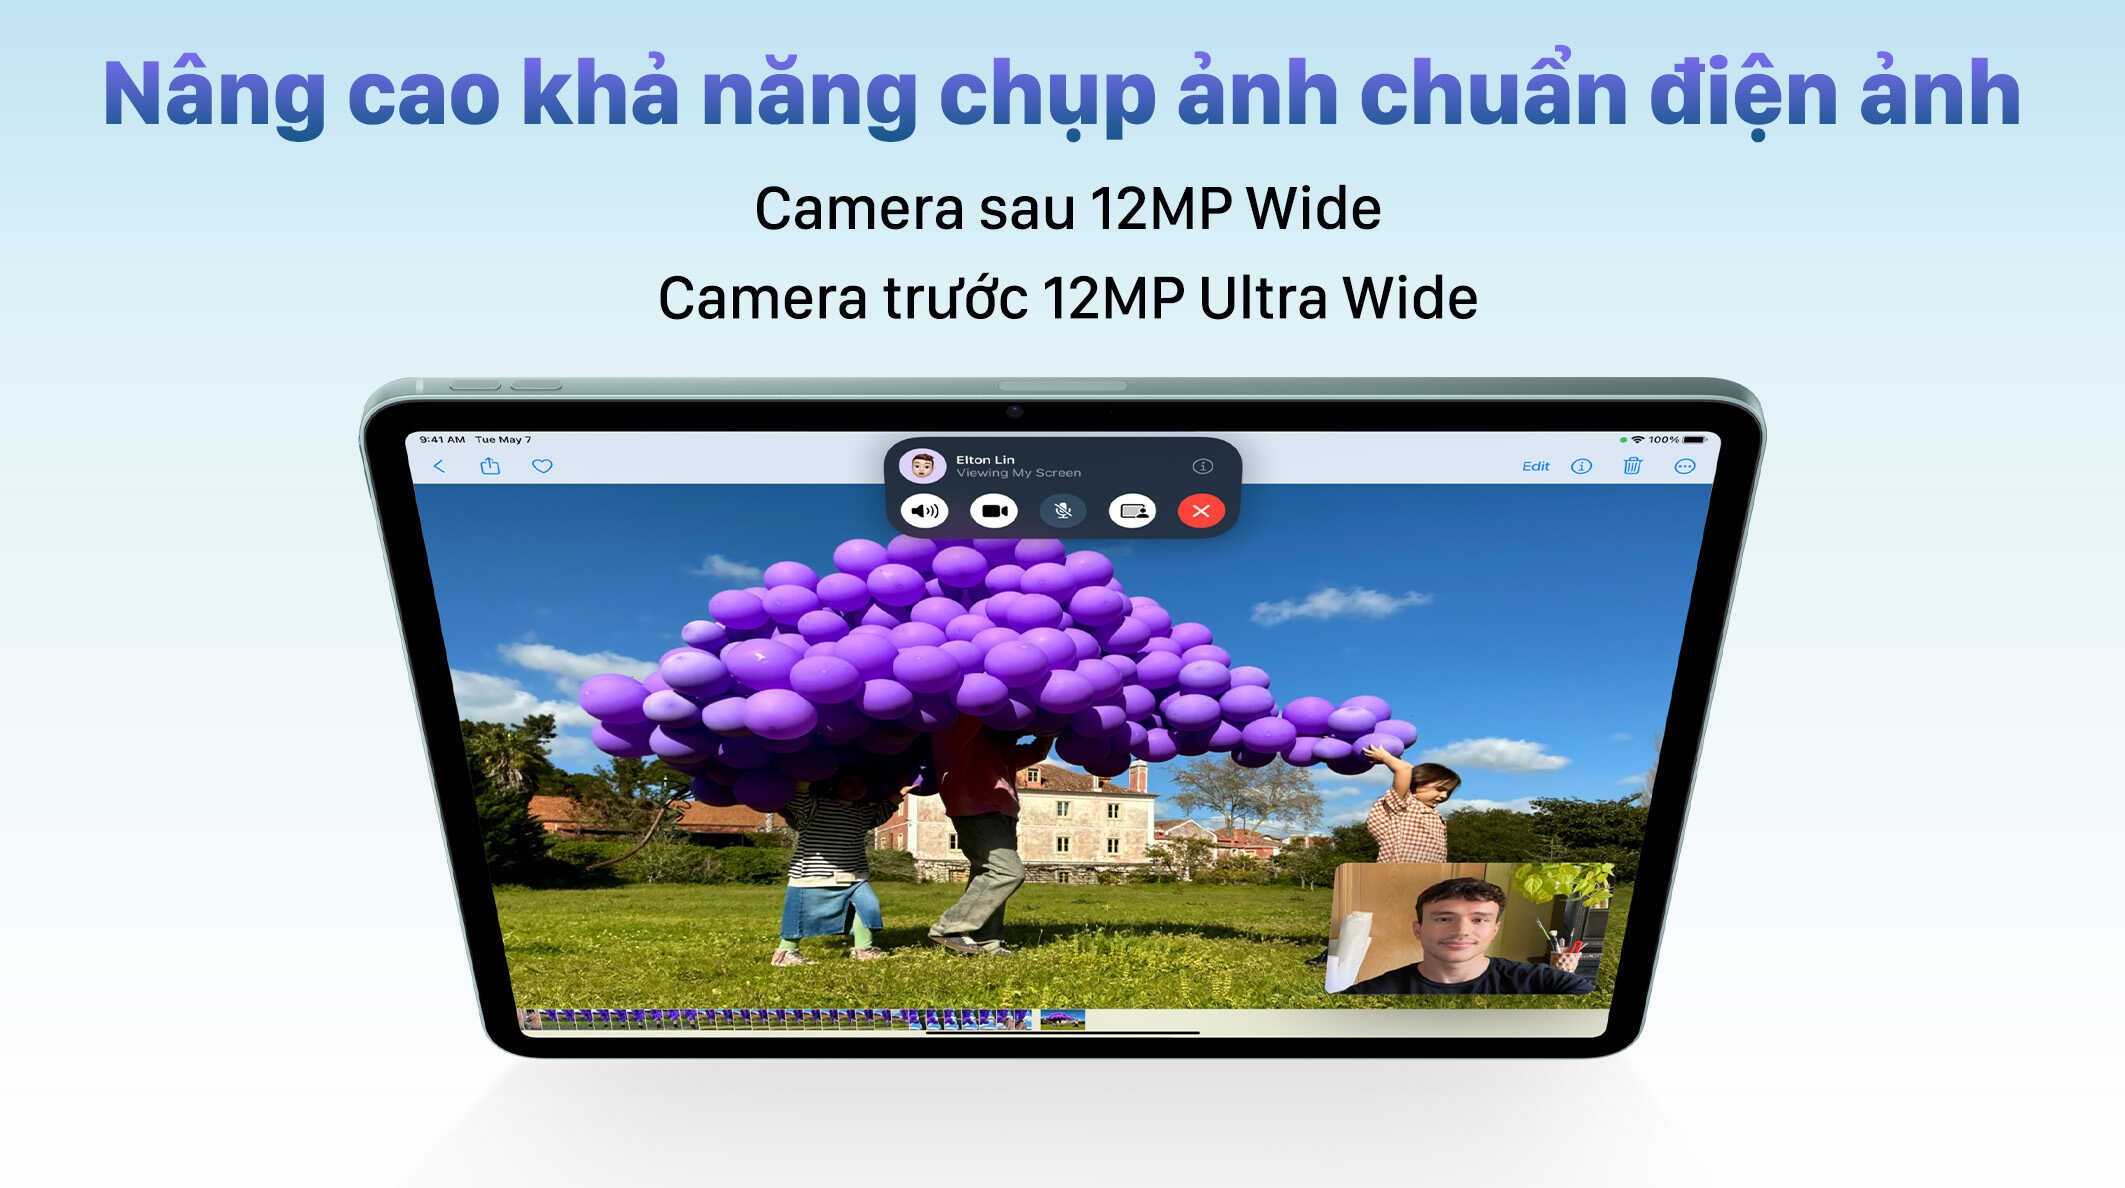 Nâng cao khả năng chụp ảnh chuẩn điện ảnh
Camera sau 12MP Wide
Camera trước 12MP Ultra Wide
9:41 AM Tue May 7
100%
Elton Lin
Viewing My Screen
Edit